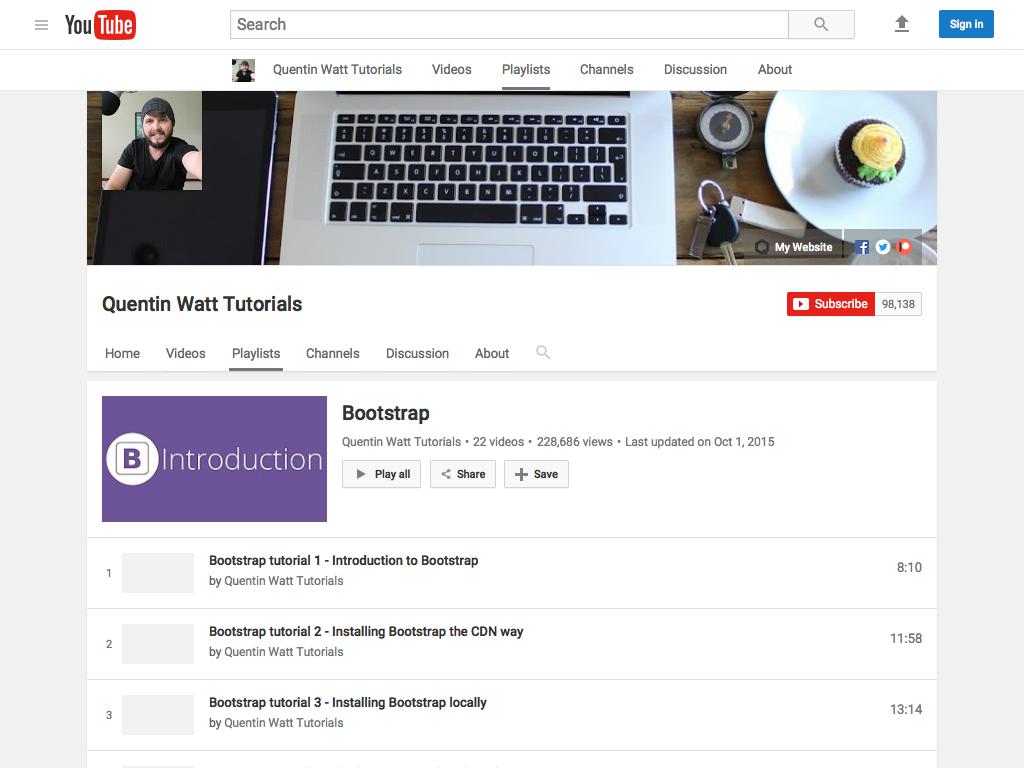 YouTube
Search
Sign in
Quentin Watt Tutorials
Videos
Playlists
Channels
Discussion
About
My Website
Quentin Watt Tutorials
Subscribe
98,138
Home
Videos
Playlists
Channels
Discussion
About
B Introduction
Bootstrap
Quentin Watt Tutorials • 22 videos • 228,686 views • Last updated on Oct 1, 2015
Play all
Share
Save
1
Bootstrap tutorial 1 - Introduction to Bootstrap
8:10
by Quentin Watt Tutorials
2
Bootstrap tutorial 2 - Installing Bootstrap the CDN way
11:58
by Quentin Watt Tutorials
3
Bootstrap tutorial 3 - Installing Bootstrap locally
13:14
by Quentin Watt Tutorials